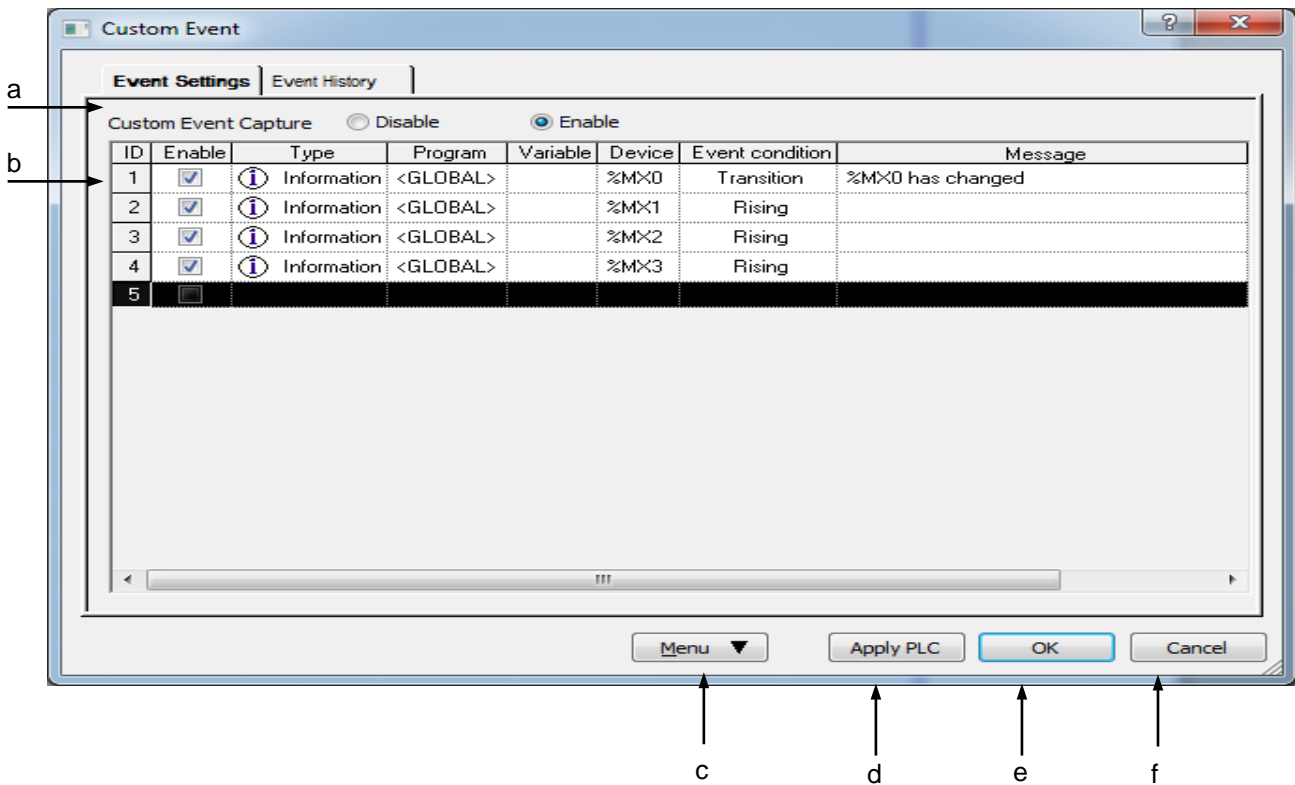 Custom Event
Event Settings Event History
a
Custom Event Capture Disable Enable
b
ID Enable Type Program Variable Device Event condition Message
1 Information <GLOBAL> %MX0 Transition %MX0 has changed
2 Information <GLOBAL> %MX1 Rising
3 Information <GLOBAL> %MX2 Rising
4 Information <GLOBAL> %MX3 Rising
5
Menu ▼ Apply PLC OK Cancel
c d e f